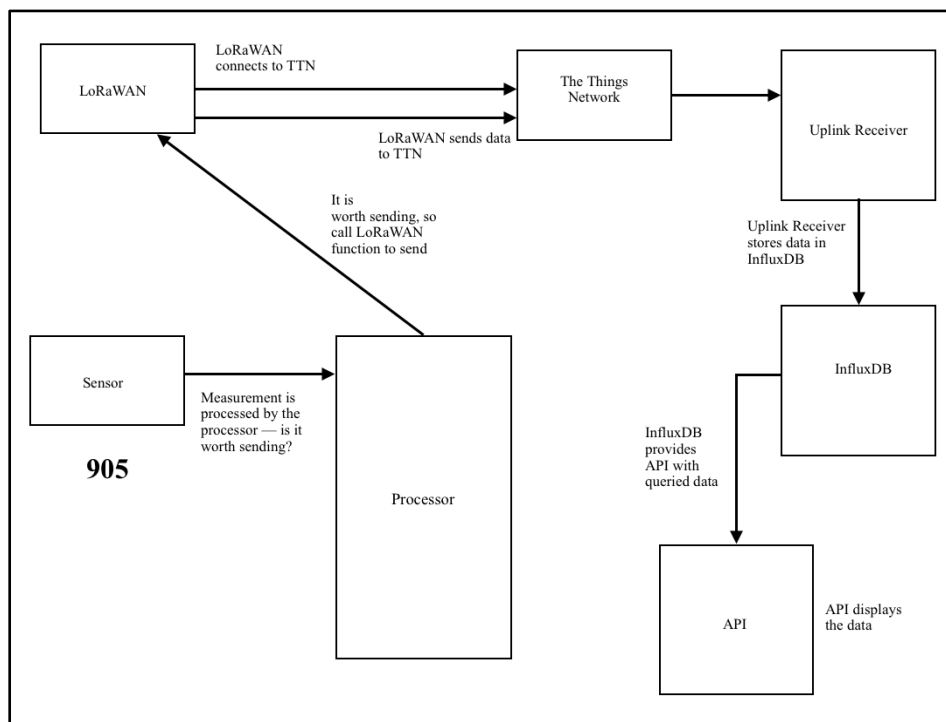 LoRaWAN
LoRaWAN
connects to TTN
LoRaWAN sends data
to TTN
The Things
Network
Uplink Receiver
Uplink Receiver
stores data in
InfluxDB
It is
worth sending, so
call LoRaWAN
function to send
Sensor
Measurement is
processed by the
processor — is it
worth sending?
905
Processor
InfluxDB
InfluxDB
provides
API with
queried data
API
API displays
the data